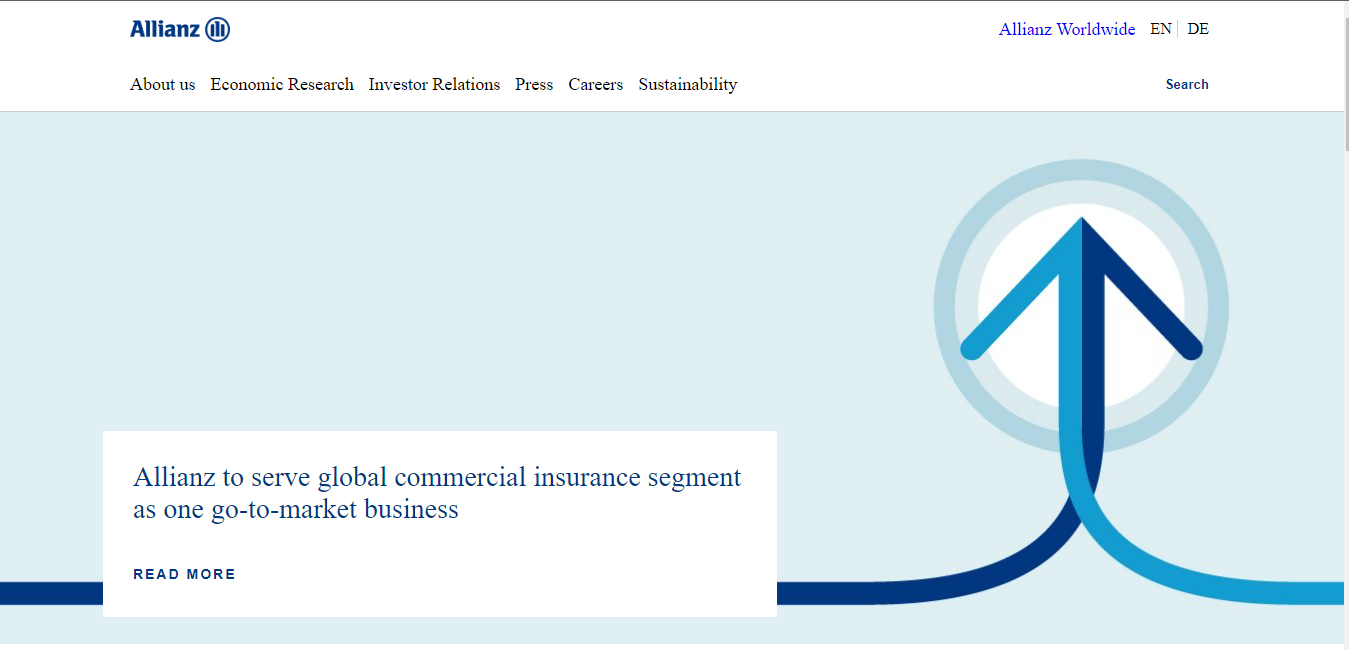 Allianz
Allianz Worldwide EN DE
About us Economic Research Investor Relations Press Careers Sustainability Search
Allianz to serve global commercial insurance segment
as one go-to-market business
READ MORE